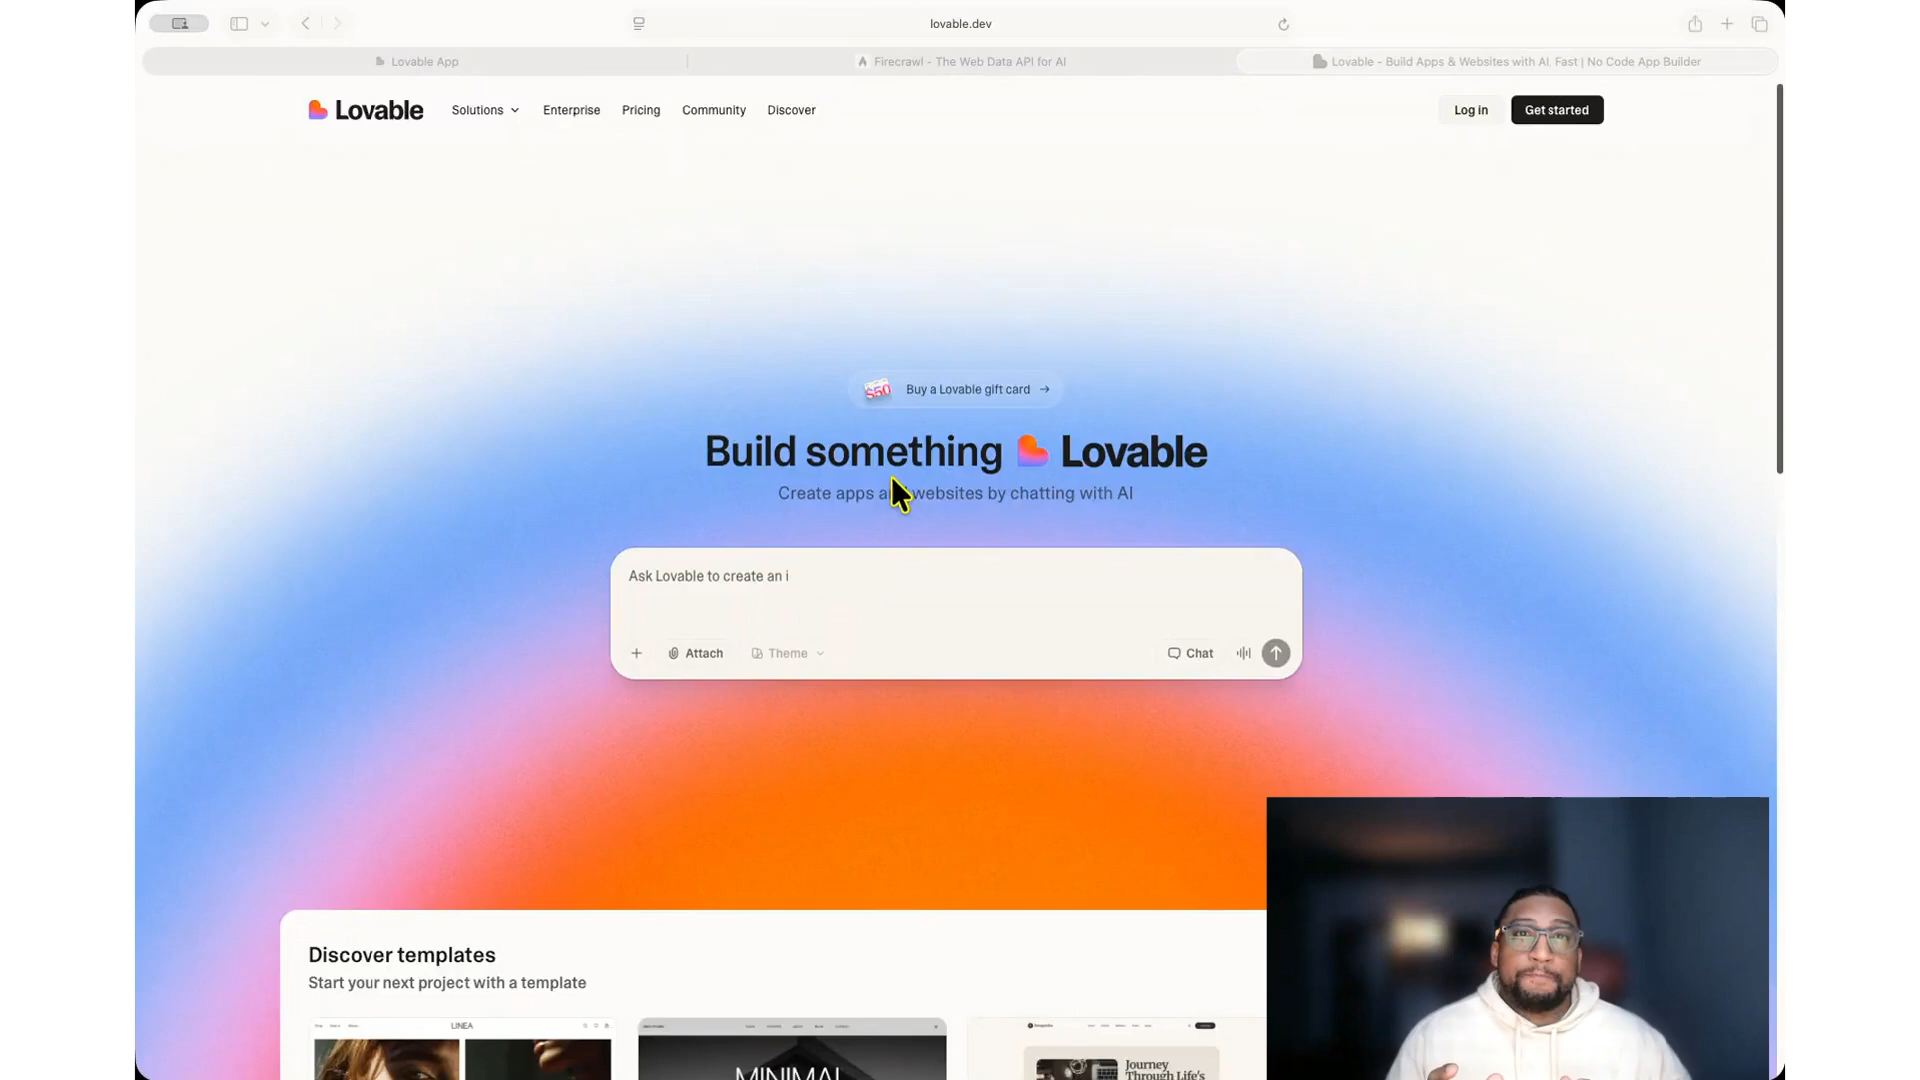 lovable.dev
Lovable App
Firecrawl - The Web Data API for AI
Lovable - Build Apps & Websites with AI, Fast | No Code App Builder
Lovable
Solutions
Enterprise
Pricing
Community
Discover
Log in
Get started
$50
Buy a Lovable gift card
Build something Lovable
Create apps a websites by chatting with AI
Ask Lovable to create an i
Attach
Theme
Chat
Discover templates
Start your next project with a template
LINEA
MINIMAL
Journey
Through Life's